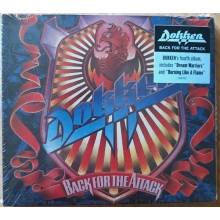 Dokken
BACK FOR THE ATTACK
DOKKEN's fourth album,
includes "Dream Warriors"
and "Burning Like A Flame"
Dokken
BACK FOR THE ATTACK